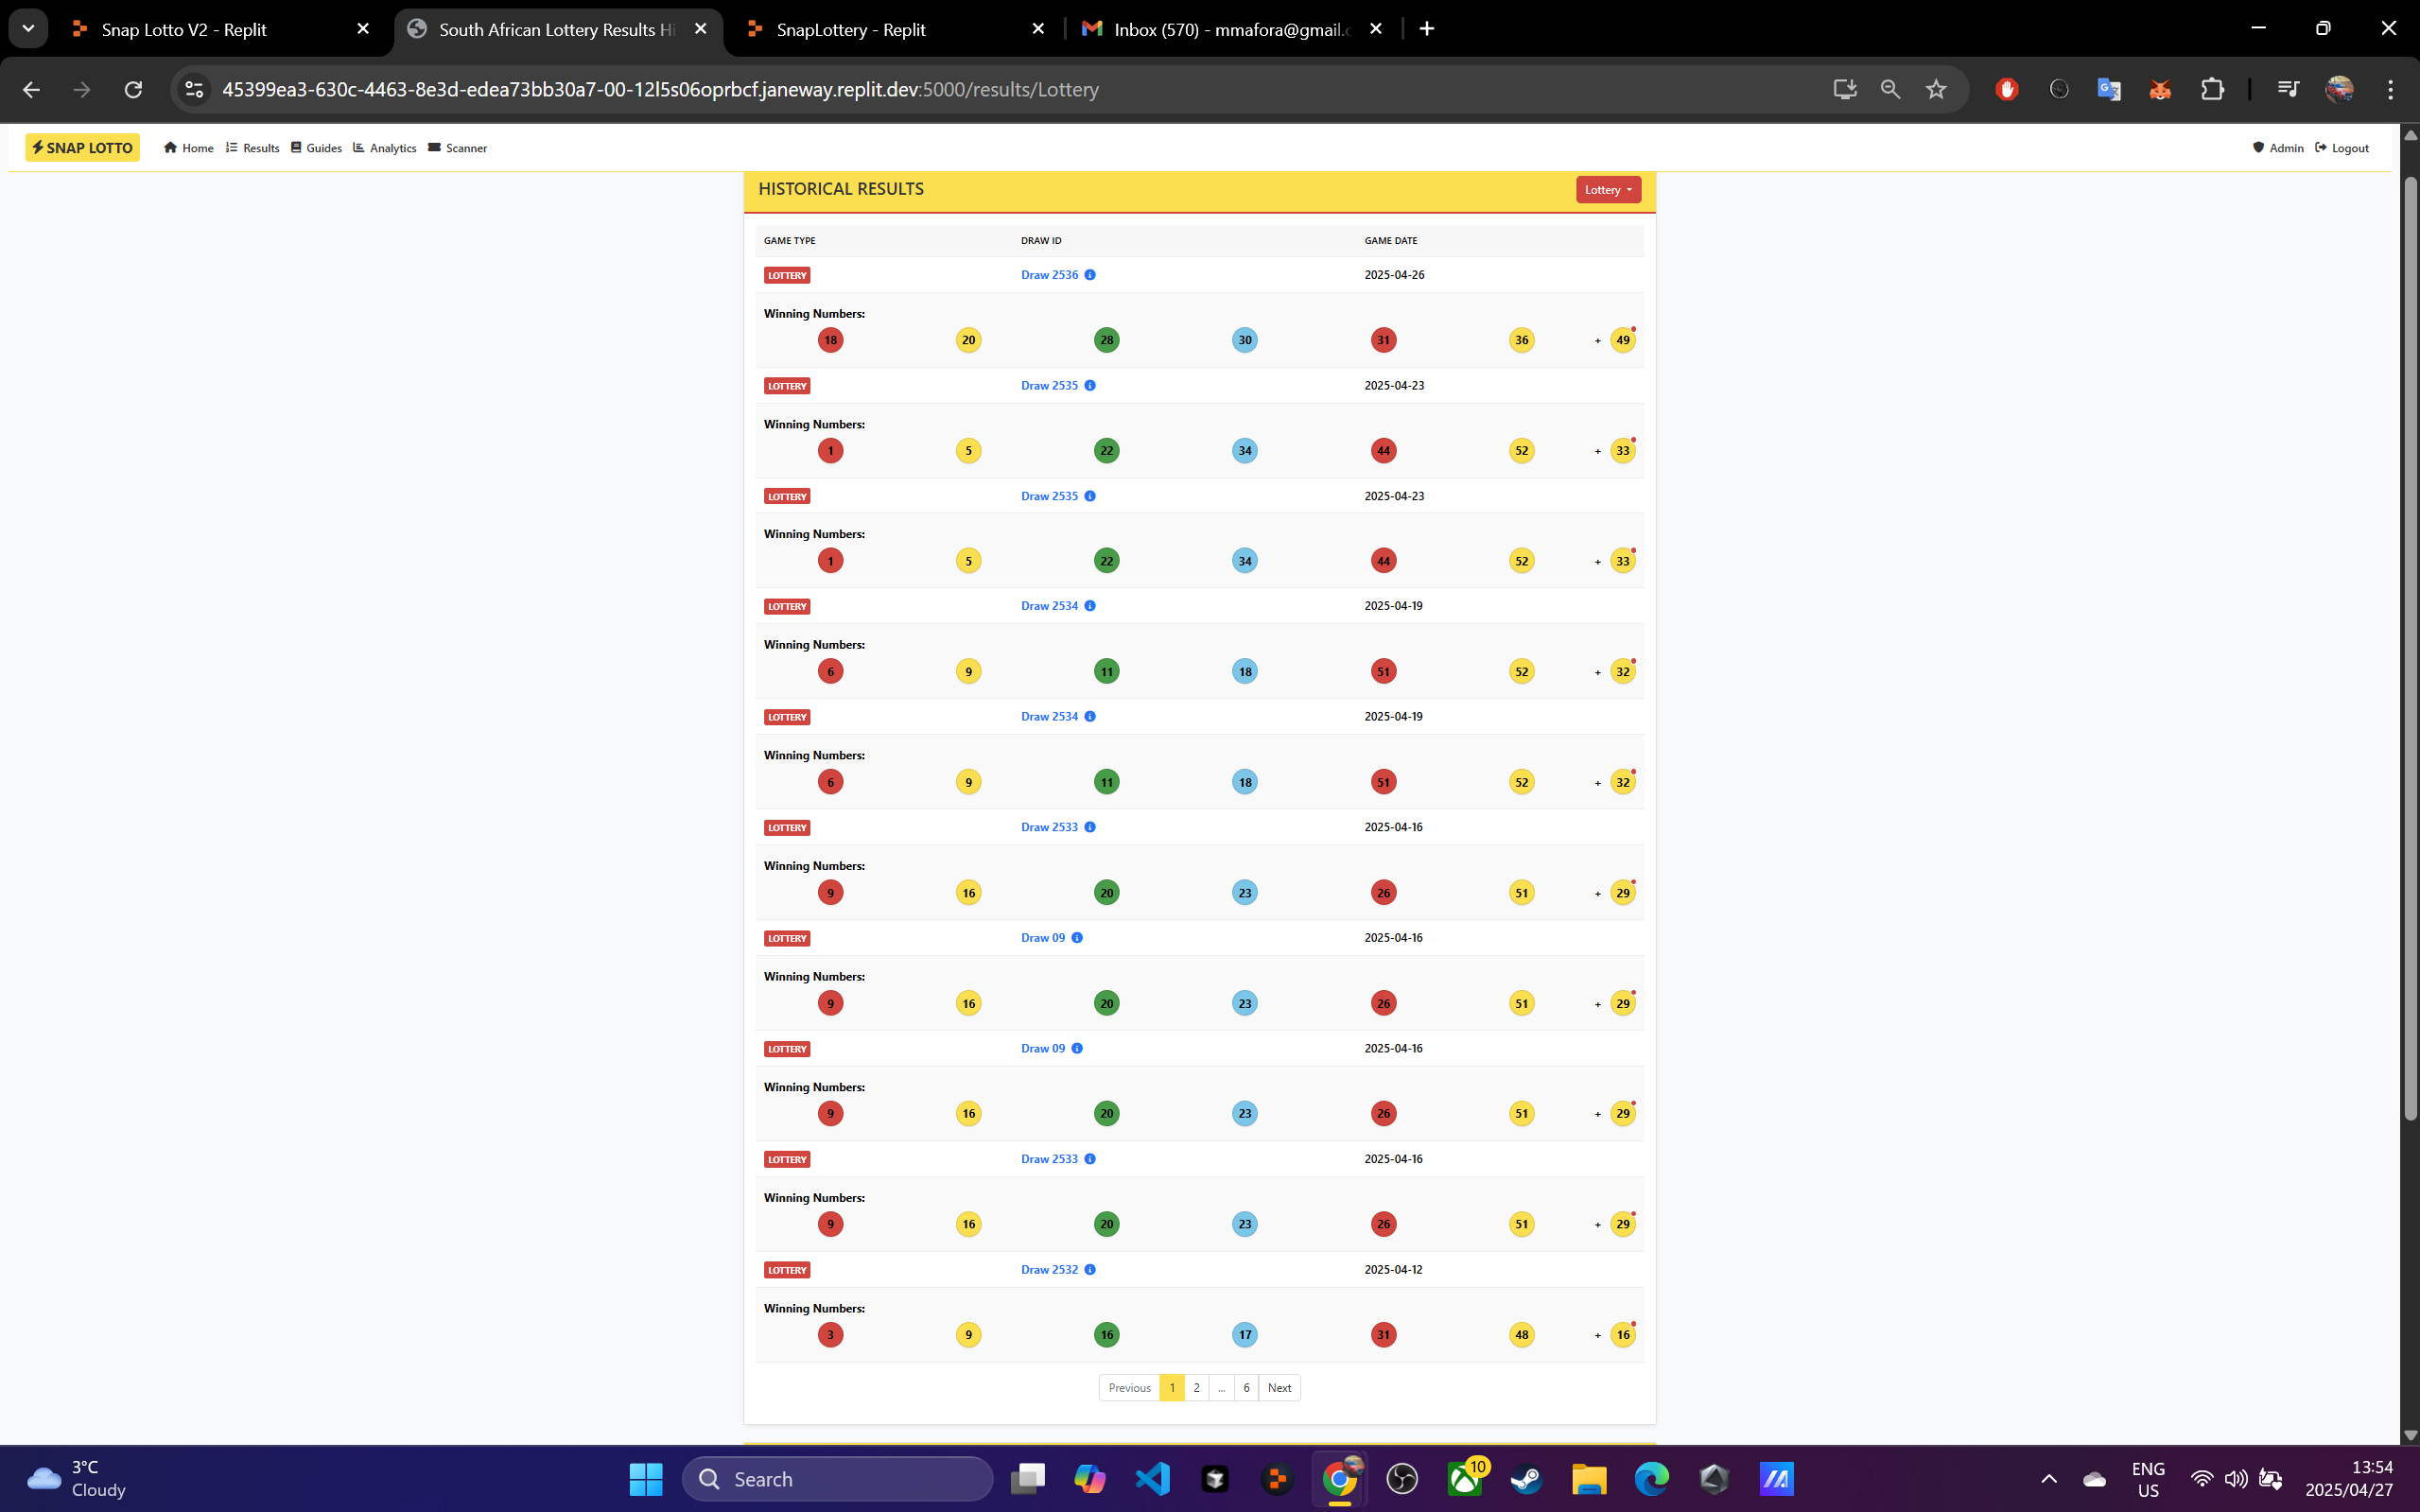 Snap Lotto V2 - Replit
South African Lottery Results Hi
SnapLottery - Replit
Inbox (570) - mmafora@gmail.c
45399ea3-630c-4463-8e3d-edea73bb30a7-00-12l5s06oprbcf.janeway.replit.dev:5000/results/Lottery
SNAP LOTTO Home Results Guides Analytics Scanner Admin Logout
HISTORICAL RESULTS Lottery
GAME TYPE DRAW ID GAME DATE
LOTTERY Draw 2536 2025-04-26
Winning Numbers:
18 20 28 30 31 36 + 49
LOTTERY Draw 2535 2025-04-23
Winning Numbers:
1 5 22 34 44 52 + 33
LOTTERY Draw 2535 2025-04-23
Winning Numbers:
1 5 22 34 44 52 + 33
LOTTERY Draw 2534 2025-04-19
Winning Numbers:
6 9 11 18 51 52 + 32
LOTTERY Draw 2534 2025-04-19
Winning Numbers:
6 9 11 18 51 52 + 32
LOTTERY Draw 2533 2025-04-16
Winning Numbers:
9 16 20 23 26 51 + 29
LOTTERY Draw 09 2025-04-16
Winning Numbers:
9 16 20 23 26 51 + 29
LOTTERY Draw 09 2025-04-16
Winning Numbers:
9 16 20 23 26 51 + 29
LOTTERY Draw 2533 2025-04-16
Winning Numbers:
9 16 20 23 26 51 + 29
LOTTERY Draw 2532 2025-04-12
Winning Numbers:
3 9 16 17 31 48 + 16
Previous 1 2 ... 6 Next
3°C
Cloudy
Search
10
ENG
US
13:54
2025/04/27